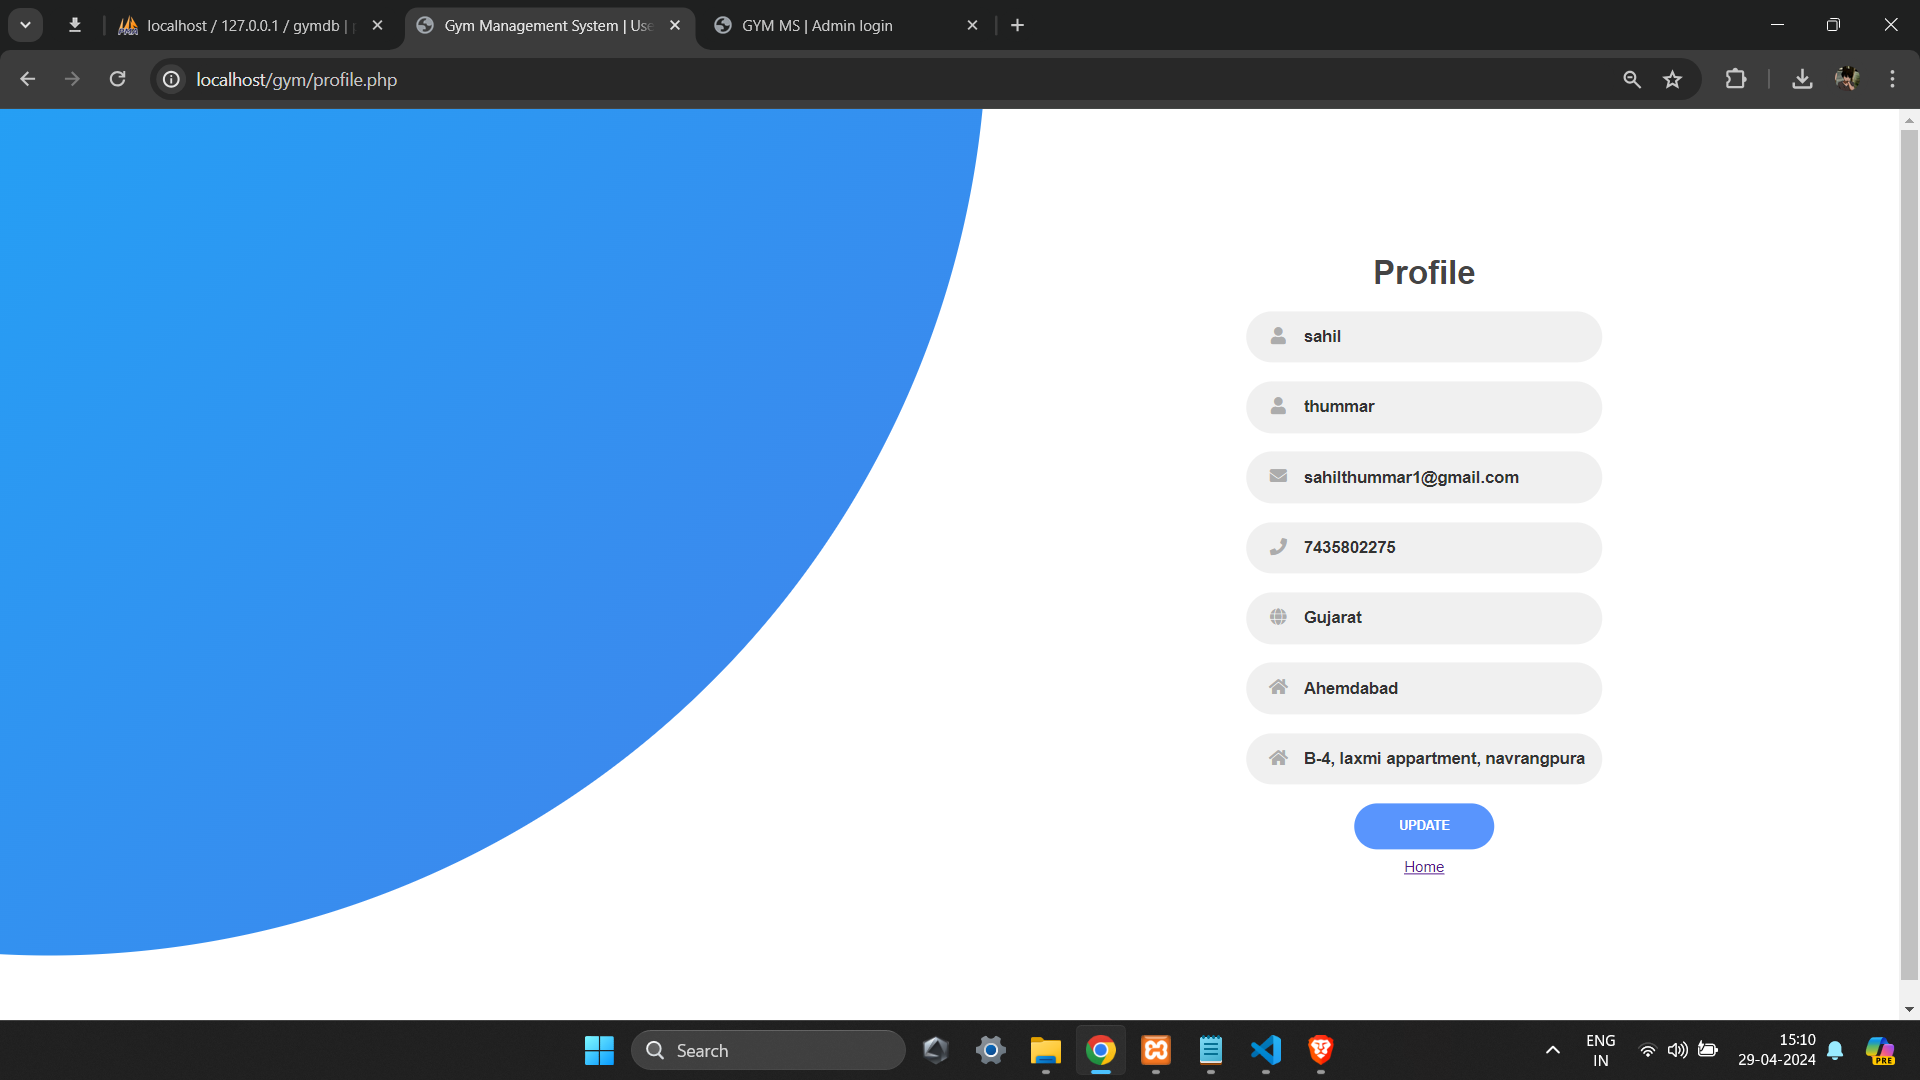 localhost / 127.0.0.1 / gymdb |
Gym Management System | Use
GYM MS | Admin login
localhost/gym/profile.php
Profile
sahil
thummar
sahilthummar1@gmail.com
7435802275
Gujarat
Ahemdabad
B-4, laxmi appartment, navrangpura
UPDATE
Home
Search
ENG
IN
15:10
29-04-2024
PRE